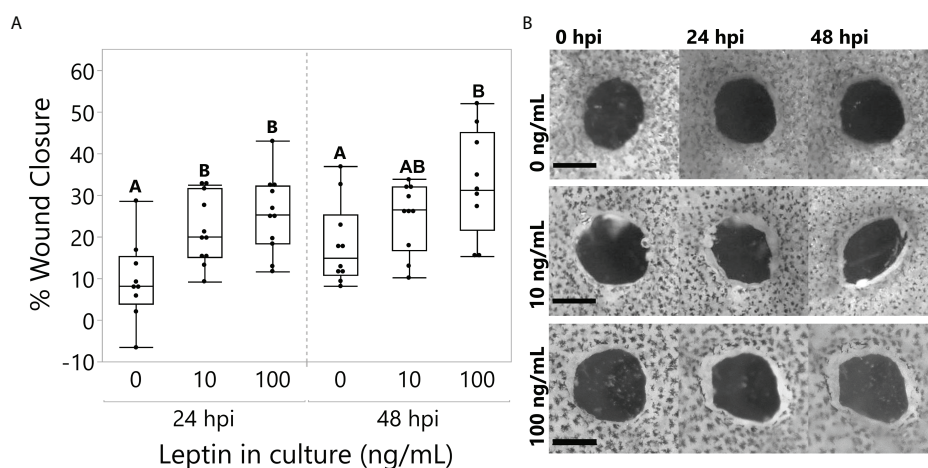 A
% Wound Closure
60
50
40
30
20
10
0
-10
A
B
B
A
AB
B
0
10
100
0
10
100
24 hpi
48 hpi
Leptin in culture (ng/mL)
B
0 hpi
24 hpi
48 hpi
0 ng/mL
10 ng/mL
100 ng/mL